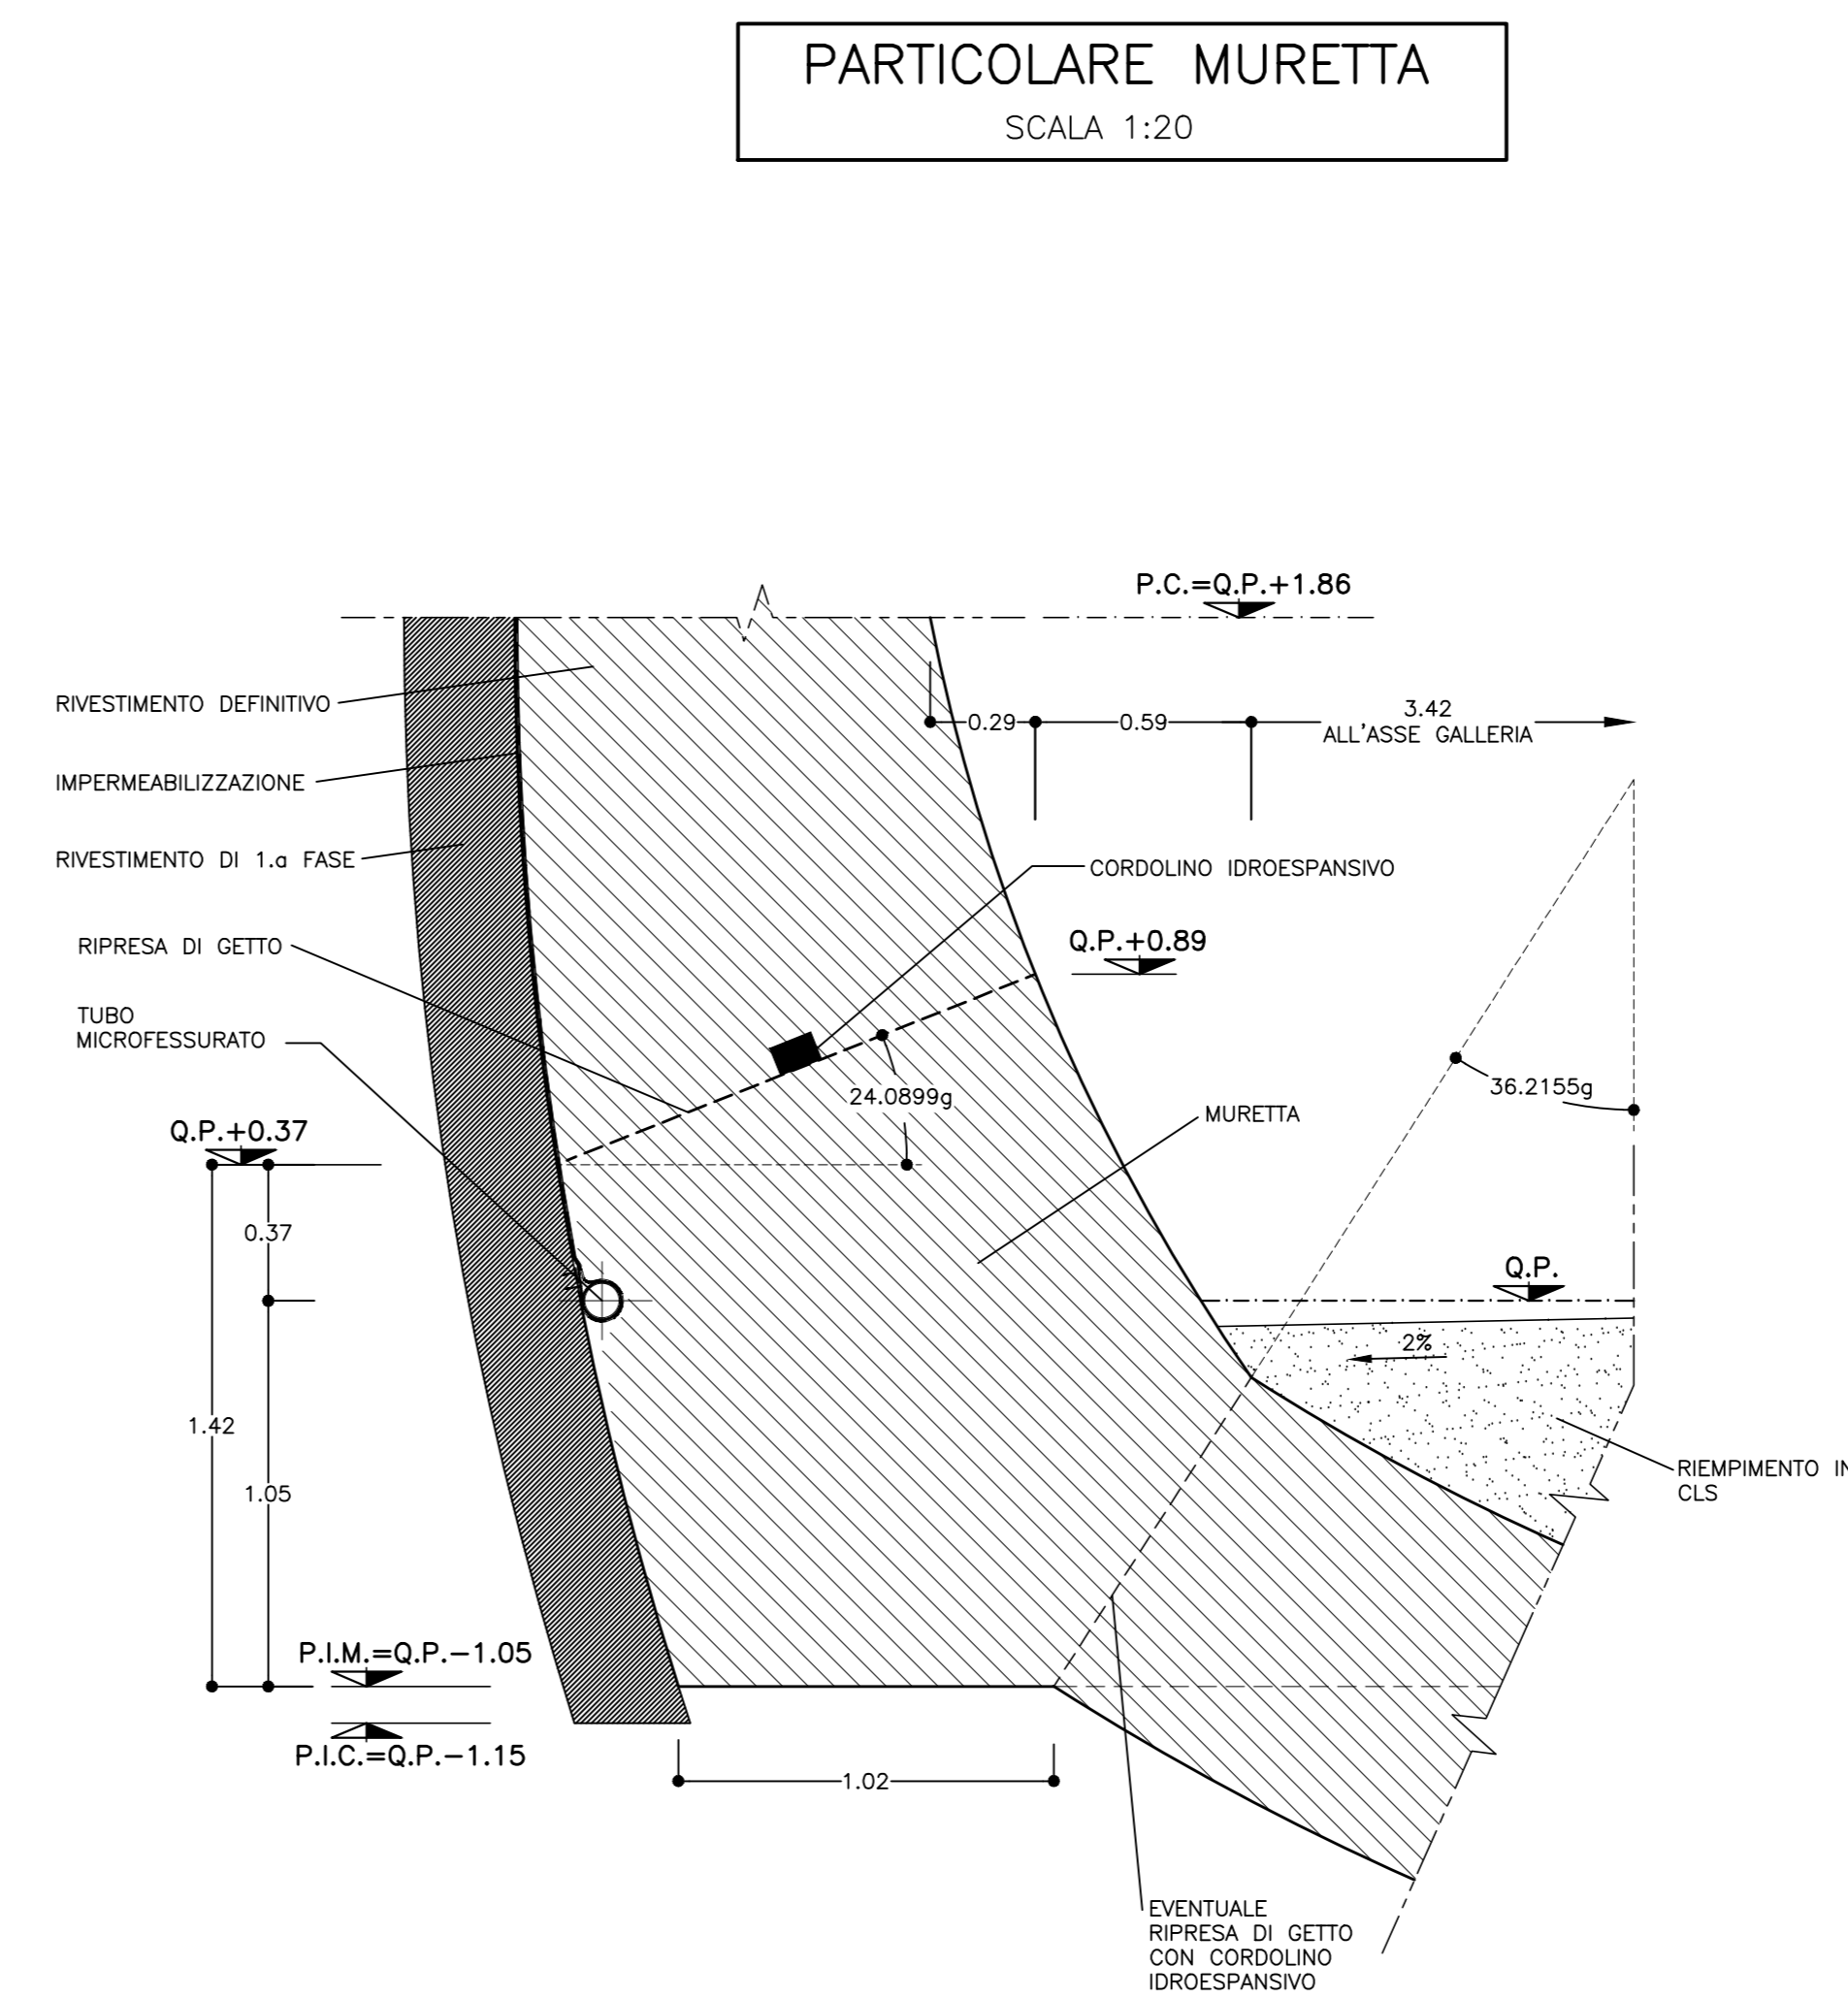 PARTICOLARE MURETTA
SCALA 1:20
P.C.=Q.P.+1.86
RIVESTIMENTO DEFINITIVO
0.29
0.59
3.42
ALL'ASSE GALLERIA
IMPERMEABILIZZAZIONE
RIVESTIMENTO DI 1.a FASE
CORDOLINO IDROESPANSIVO
RIPRESA DI GETTO
Q.P.+0.89
TUBO
MICROFESSURATO
24.0899g
36.2155g
MURETTA
Q.P.+0.37
0.37
Q.P.
2%
1.42
1.05
RIEMPIMENTO IN
CLS
P.I.M.=Q.P.-1.05
P.I.C.=Q.P.-1.15
1.02
EVENTUALE
RIPRESA DI GETTO
CON CORDOLINO
IDROESPANSIVO